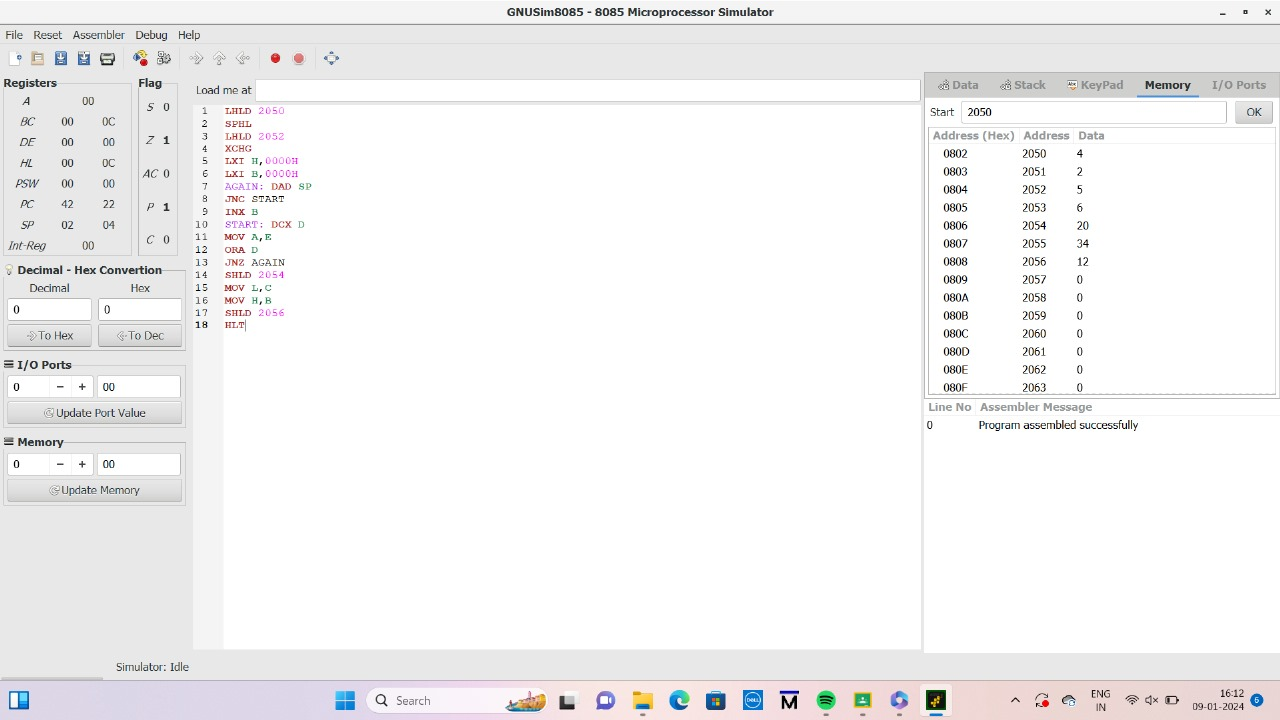 GNUSim8085 - 8085 Microprocessor Simulator
File Reset Assembler Debug Help
Registers
A 00
BC 00 0C
DE 00 00
HL 00 0C
PSW 00 00
PC 42 22
SP 02 04
Int-Reg 00
Flag
S 0
Z 1
AC 0
P 1
C 0
Decimal - Hex Convertion
Decimal Hex
0 0
To Hex To Dec
I/O Ports
0 − + 00
Update Port Value
Memory
0 − + 00
Update Memory
Load me at
1 LHLD 2050
2 SPHL
3 LHLD 2052
4 XCHG
5 LXI H,0000H
6 LXI B,0000H
7 AGAIN: DAD SP
8 JNC START
9 INX B
10 START: DCX D
11 MOV A,E
12 ORA D
13 JNZ AGAIN
14 SHLD 2054
15 MOV L,C
16 MOV H,B
17 SHLD 2056
18 HLT
Data Stack KeyPad Memory I/O Ports
Start 2050 OK
Address (Hex) Address Data
0802 2050 4
0803 2051 2
0804 2052 5
0805 2053 6
0806 2054 20
0807 2055 34
0808 2056 12
0809 2057 0
080A 2058 0
080B 2059 0
080C 2060 0
080D 2061 0
080E 2062 0
080F 2063 0
Line No Assembler Message
0 Program assembled successfully
Simulator: Idle
Search
DELL
M
ENG
IN
16:12
09-01-2024
6